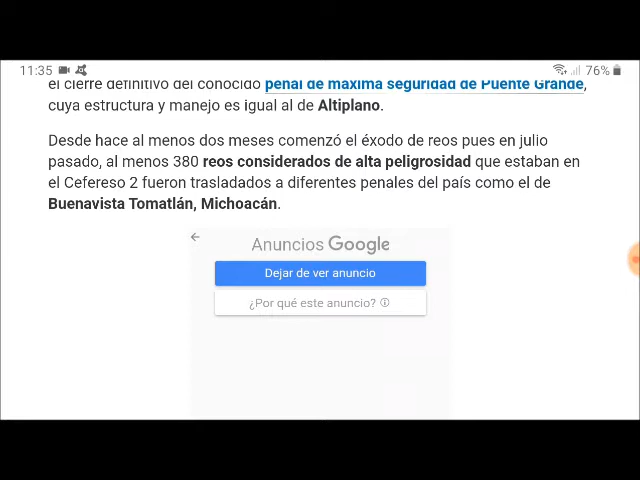 11:35
76%
el cierre definitivo del conocido penal de máxima seguridad de Puente Grande,
cuya estructura y manejo es igual al de Altiplano.
Desde hace al menos dos meses comenzó el éxodo de reos pues en julio
pasado, al menos 380 reos considerados de alta peligrosidad que estaban en
el Cefereso 2 fueron trasladados a diferentes penales del país como el de
Buenavista Tomatlán, Michoacán.
Anuncios Google
Dejar de ver anuncio
¿Por qué este anuncio?